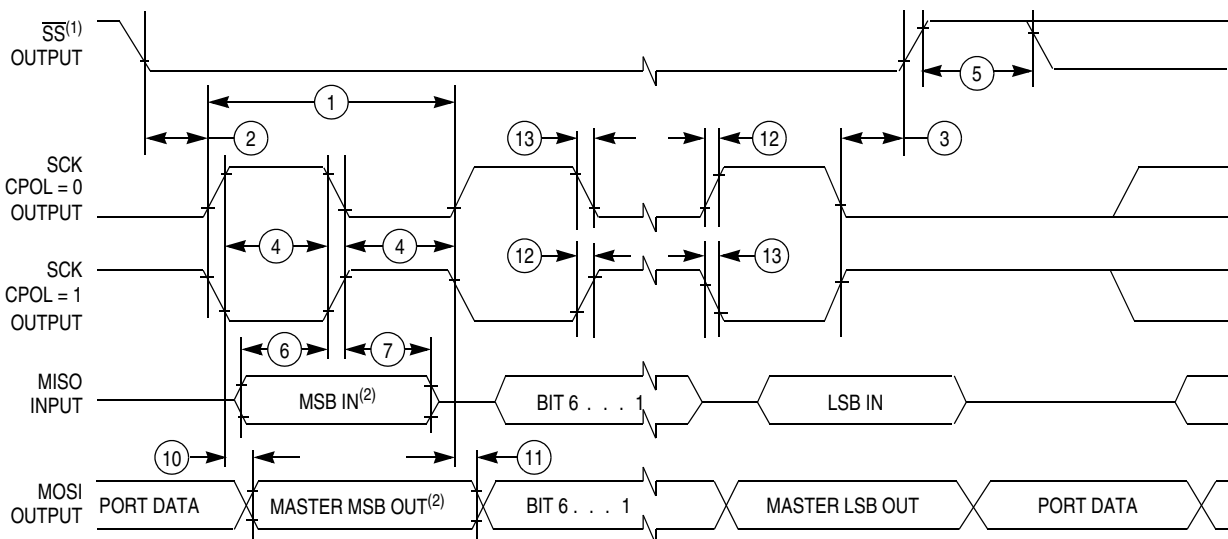 SS(1)
OUTPUT
5
1
2
13
12
3
SCK
CPOL = 0
OUTPUT
4
4
12
13
SCK
CPOL = 1
OUTPUT
6
7
MISO
INPUT
MSB IN(2)
BIT 6 . . . 1
LSB IN
10
11
MOSI
OUTPUT
PORT DATA
MASTER MSB OUT(2)
BIT 6 . . . 1
MASTER LSB OUT
PORT DATA